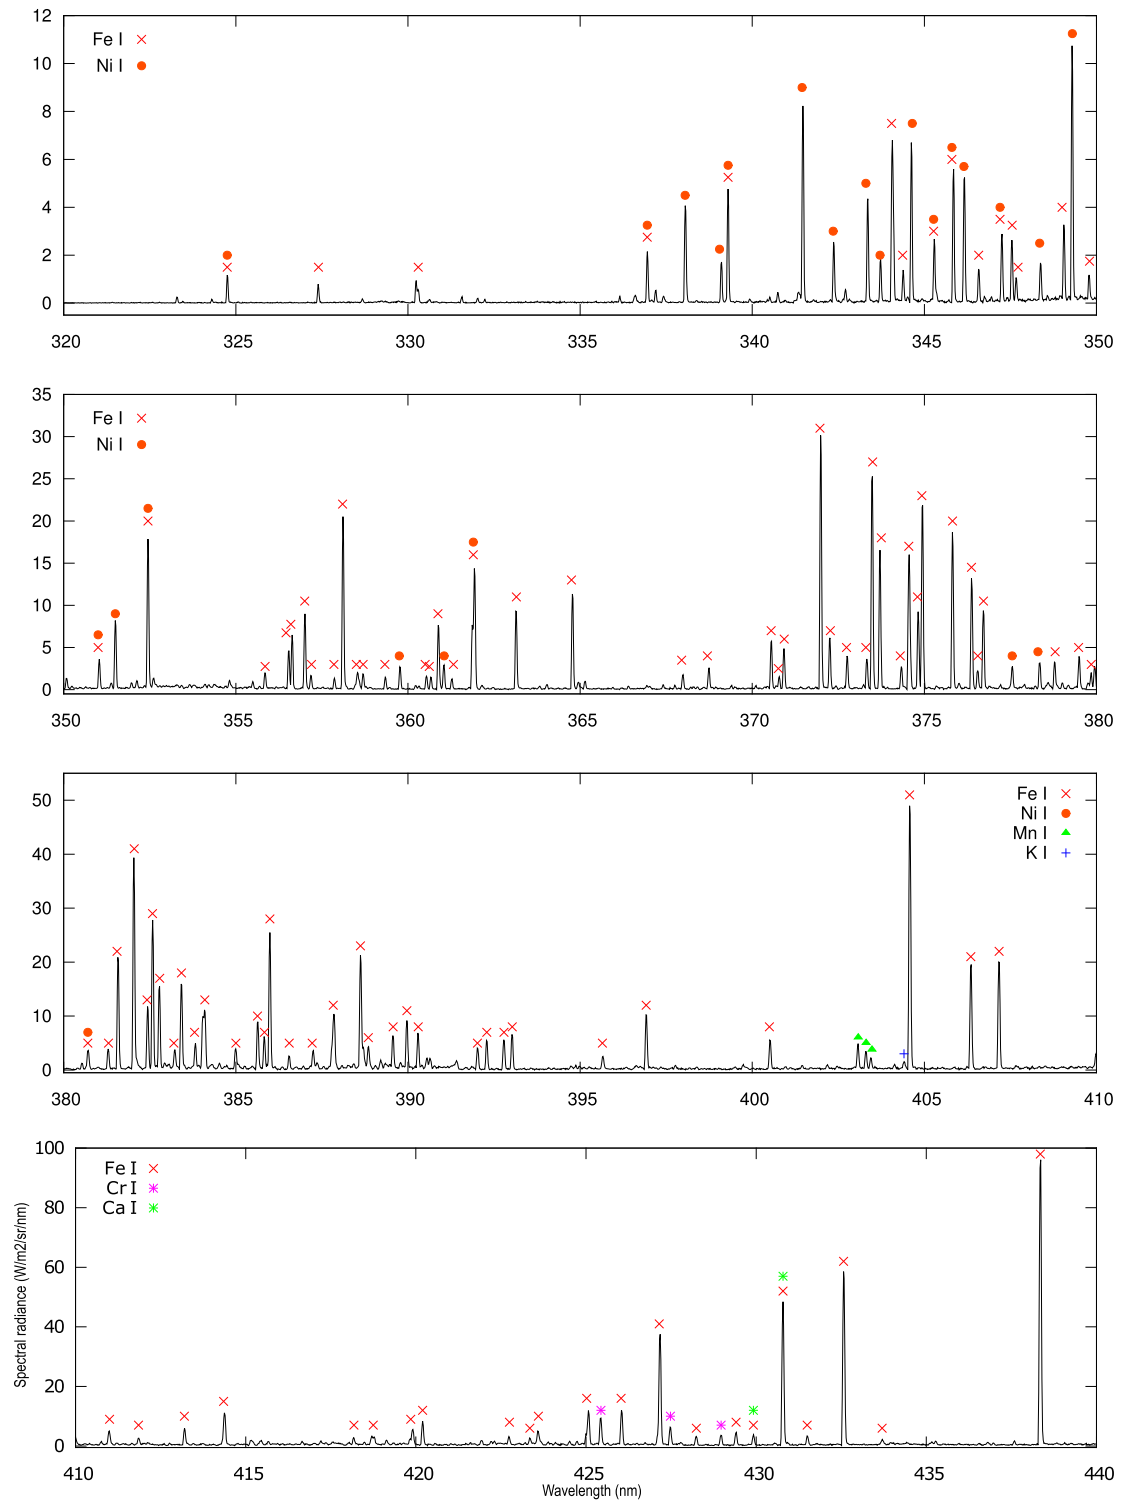 12
10
8
6
4
2
0
Fe I
Ni I
320 325 330 335 340 345 350
35
30
25
20
15
10
5
0
Fe I
Ni I
350 355 360 365 370 375 380
50
40
30
20
10
0
Fe I
Ni I
Mn I
K I
380 385 390 395 400 405 410
100
80
60
40
20
0
Spectral radiance (W/m2/sr/nm)
Fe I
Cr I
Ca I
410 415 420 425 430 435 440
Wavelength (nm)